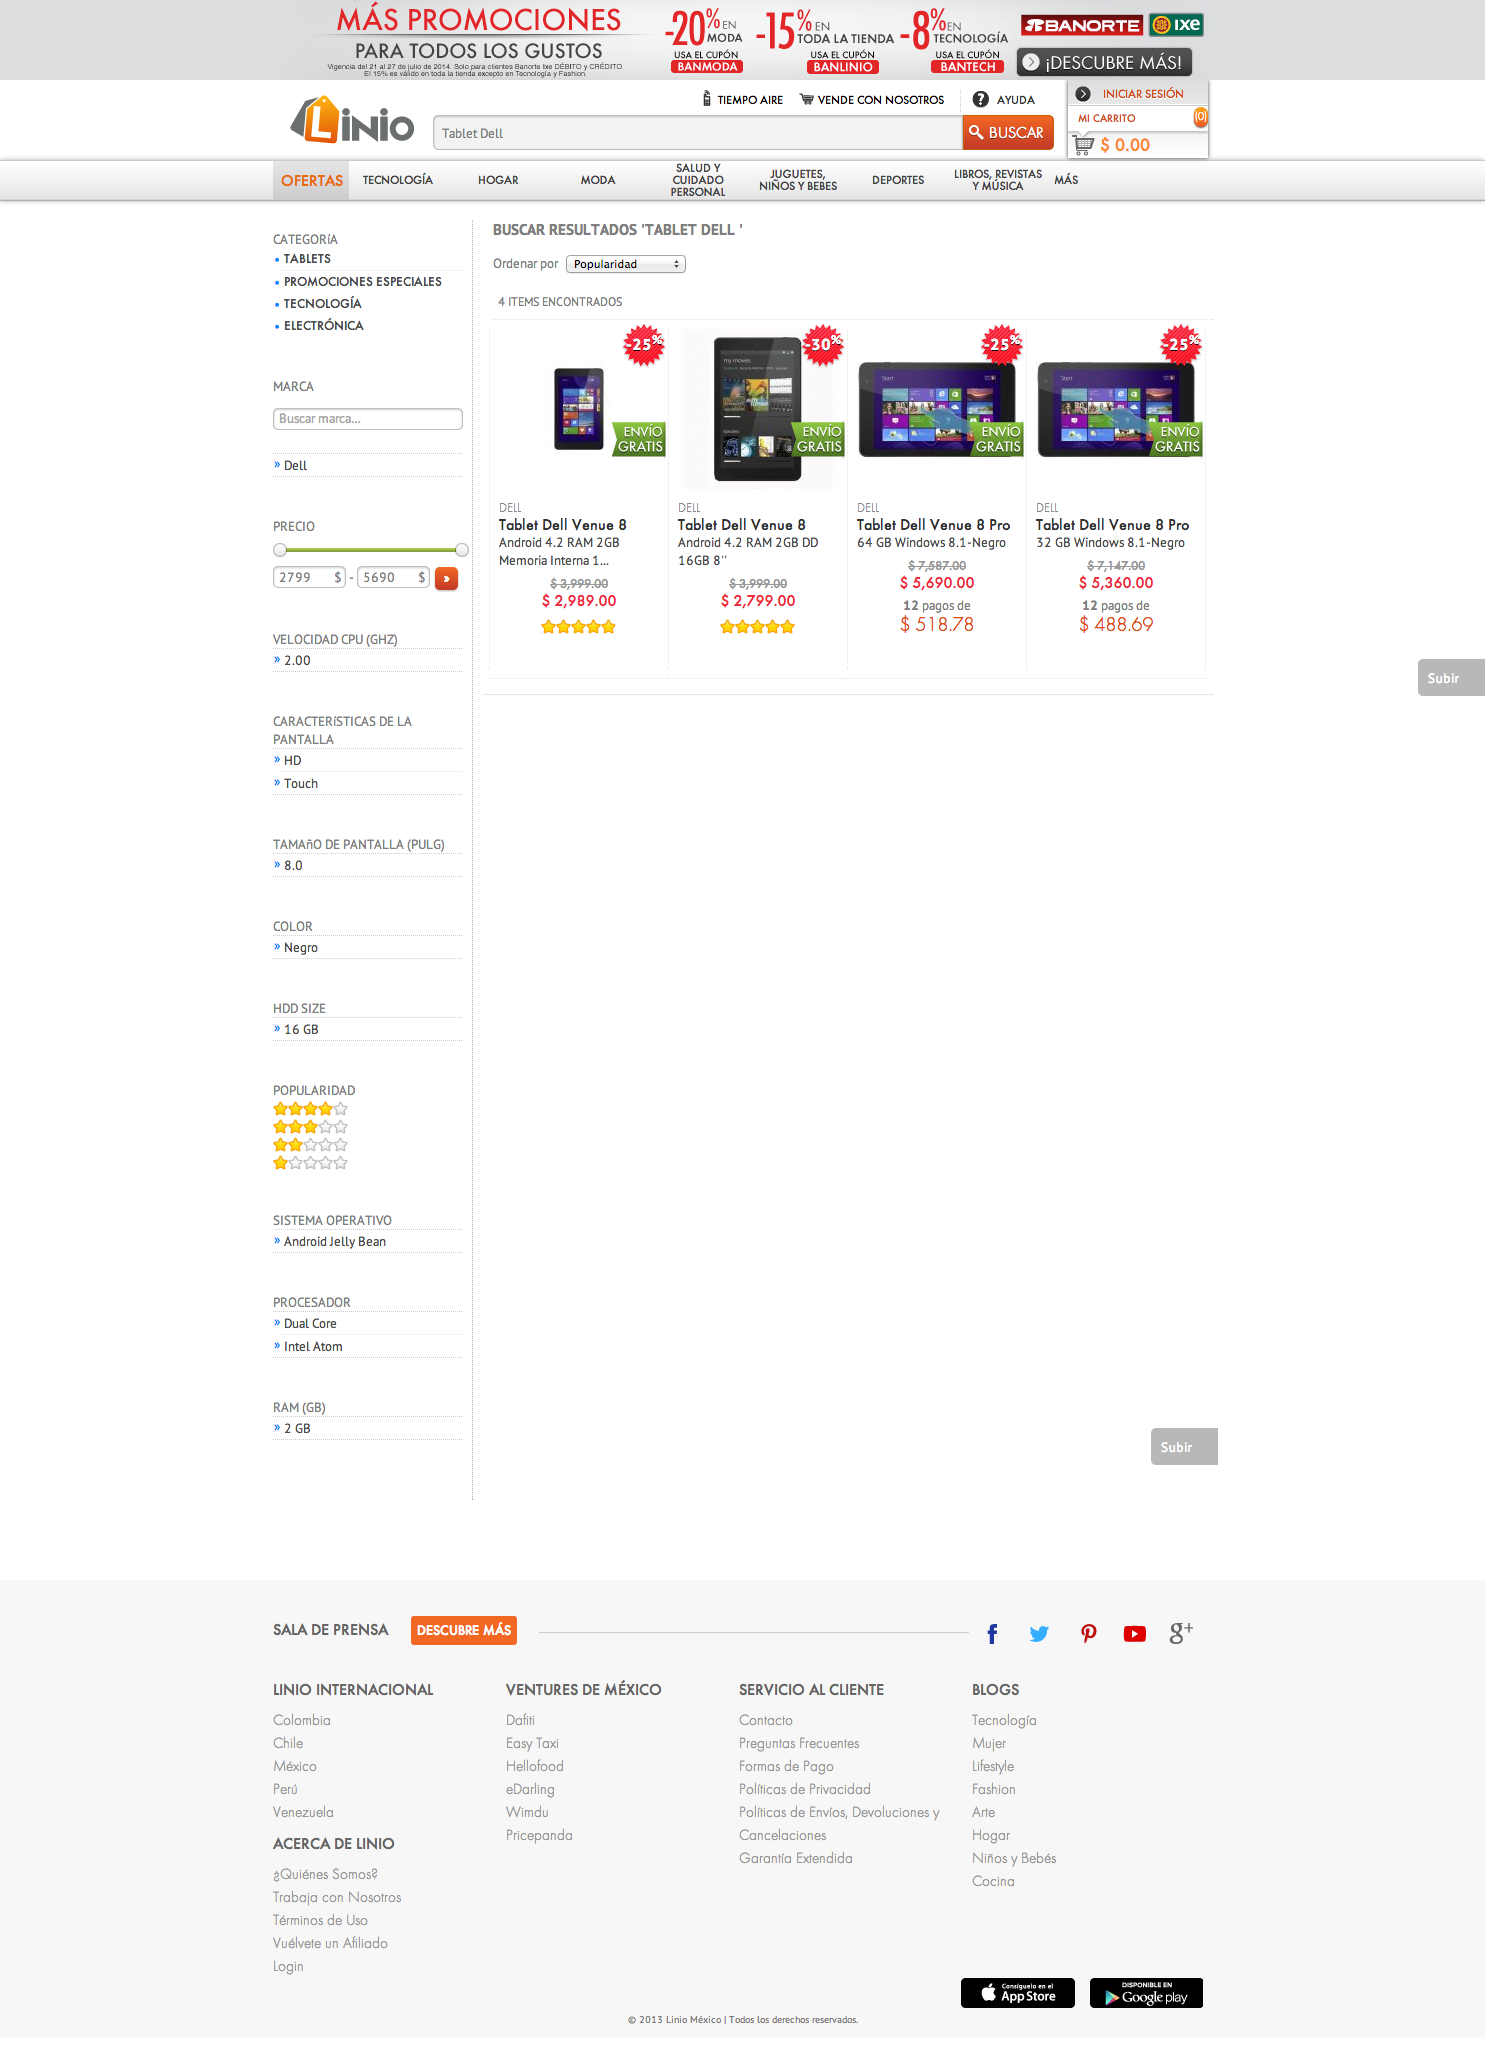 MÁS PROMOCIONES
PARA TODOS LOS GUSTOS
Vigencia del 21 al 27 de julio de 2014. Solo para clientes Banorte Ixe DÉBITO y CRÉDITO.
El 15% es válido en toda la tienda excepto en Tecnología y Fashion.
-20% EN MODA
USA EL CUPÓN
BANMODA
-15% EN TODA LA TIENDA
USA EL CUPÓN
BANLINIO
-8% EN TECNOLOGÍA
USA EL CUPÓN
BANTECH
BANORTE
IXE
¡DESCUBRE MÁS!
LINIO
TIEMPO AIRE
VENDE CON NOSOTROS
AYUDA
INICIAR SESIÓN
MI CARRITO
(0)
$ 0.00
Tablet Dell
BUSCAR
OFERTAS
TECNOLOGÍA
HOGAR
MODA
SALUD Y
CUIDADO
PERSONAL
JUGUETES,
NIÑOS Y BEBES
DEPORTES
LIBROS, REVISTAS
Y MÚSICA
MÁS
CATEGORíA
TABLETS
PROMOCIONES ESPECIALES
TECNOLOGÍA
ELECTRÓNICA
MARCA
Buscar marca...
» Dell
PRECIO
2799 $ - 5690 $ »
VELOCIDAD CPU (GHZ)
» 2.00
CARACTERíSTICAS DE LA
PANTALLA
» HD
» Touch
TAMAñO DE PANTALLA (PULG)
» 8.0
COLOR
» Negro
HDD SIZE
» 16 GB
POPULARIDAD
SISTEMA OPERATIVO
» Android Jelly Bean
PROCESADOR
» Dual Core
» Intel Atom
RAM (GB)
» 2 GB
BUSCAR RESULTADOS 'TABLET DELL '
Ordenar por
Popularidad
4 ITEMS ENCONTRADOS
-25%
ENVÍO
GRATIS
DELL
Tablet Dell Venue 8
Android 4.2 RAM 2GB
Memoria Interna 1...
$ 3,999.00
$ 2,989.00
-30%
my movies
ENVÍO
GRATIS
DELL
Tablet Dell Venue 8
Android 4.2 RAM 2GB DD
16GB 8''
$ 3,999.00
$ 2,799.00
-25%
Start
ENVÍO
GRATIS
DELL
Tablet Dell Venue 8 Pro
64 GB Windows 8.1-Negro
$ 7,587.00
$ 5,690.00
12 pagos de
$ 518.78
-25%
Start
ENVÍO
GRATIS
DELL
Tablet Dell Venue 8 Pro
32 GB Windows 8.1-Negro
$ 7,147.00
$ 5,360.00
12 pagos de
$ 488.69
Subir
Subir
SALA DE PRENSA
DESCUBRE MÁS
LINIO INTERNACIONAL
Colombia
Chile
México
Perú
Venezuela
ACERCA DE LINIO
¿Quiénes Somos?
Trabaja con Nosotros
Términos de Uso
Vuélvete un Afiliado
Login
VENTURES DE MÉXICO
Dafiti
Easy Taxi
Hellofood
eDarling
Wimdu
Pricepanda
SERVICIO AL CLIENTE
Contacto
Preguntas Frecuentes
Formas de Pago
Políticas de Privacidad
Políticas de Envíos, Devoluciones y
Cancelaciones
Garantía Extendida
BLOGS
Tecnología
Mujer
Lifestyle
Fashion
Arte
Hogar
Niños y Bebés
Cocina
Consíguelo en el
App Store
DISPONIBLE EN
Google play
© 2013 Linio México | Todos los derechos reservados.